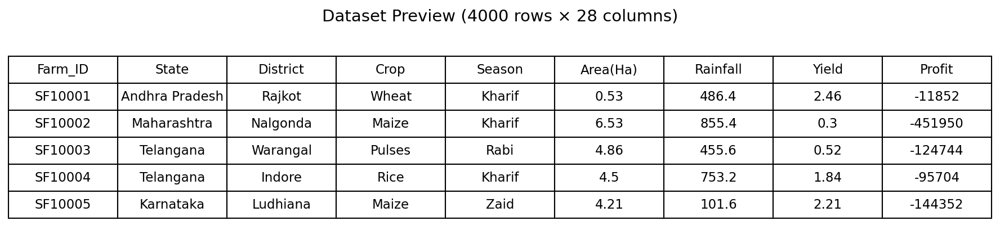 Dataset Preview (4000 rows × 28 columns)
Farm_ID State District Crop Season Area(Ha) Rainfall Yield Profit
SF10001 Andhra Pradesh Rajkot Wheat Kharif 0.53 486.4 2.46 -11852
SF10002 Maharashtra Nalgonda Maize Kharif 6.53 855.4 0.3 -451950
SF10003 Telangana Warangal Pulses Rabi 4.86 455.6 0.52 -124744
SF10004 Telangana Indore Rice Kharif 4.5 753.2 1.84 -95704
SF10005 Karnataka Ludhiana Maize Zaid 4.21 101.6 2.21 -144352